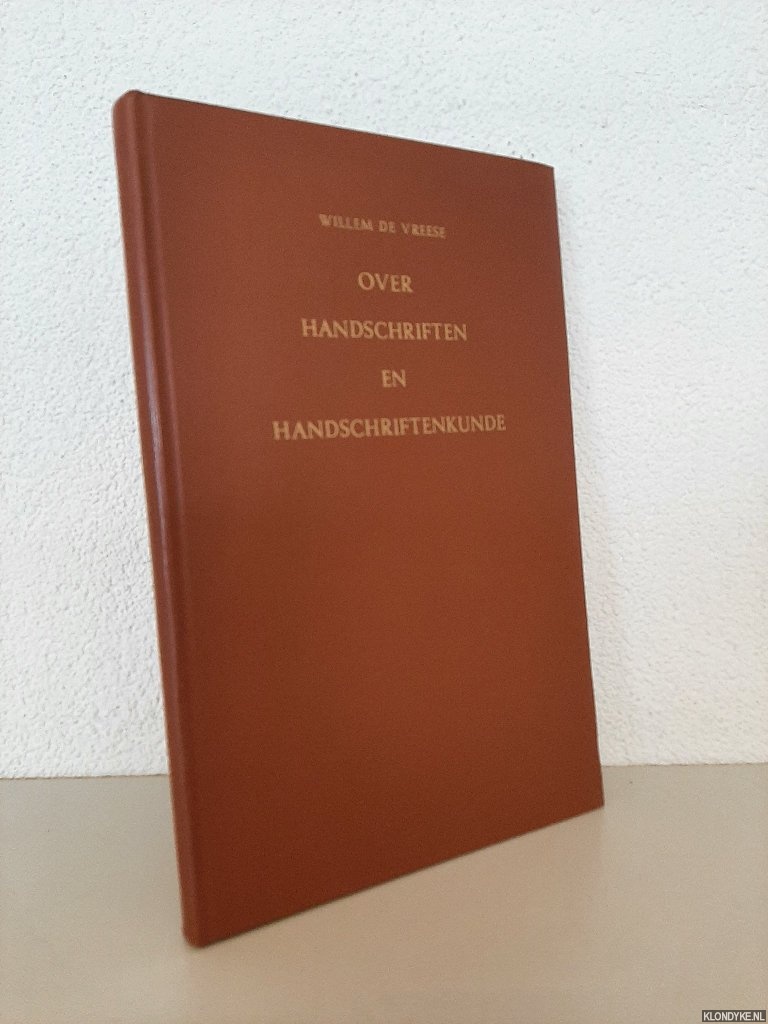 WILLEM DE VREESE
OVER
HANDSCHRIFTEN
EN
HANDSCHRIFTENKUNDE
KLONDYKE.NL